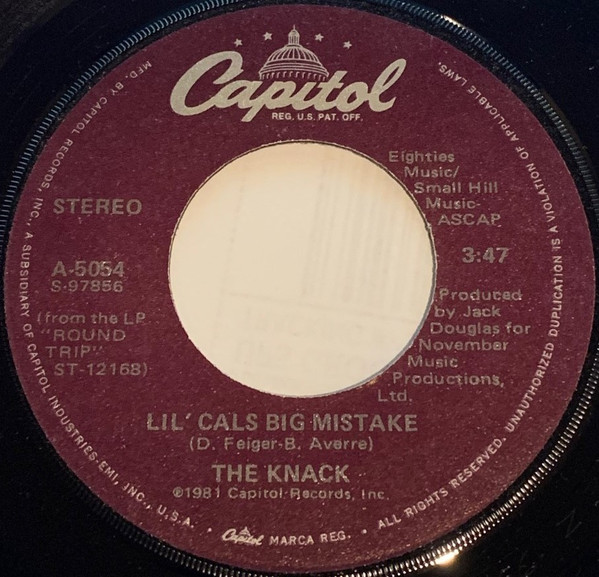 Capitol
REG. U.S. PAT. OFF.
Eighties
Music/
Small Hill
Music-
ASCAP
STEREO
3:47
A-5054
S-97856
(from the LP
"ROUND
TRIP"
ST-12168)
Produced
by Jack
Douglas for
November
Music
Productions,
Ltd.
LIL' CALS BIG MISTAKE
(D. Feiger-B. Averre)
THE KNACK
℗1981 Capitol Records, Inc.
MFD. BY CAPITOL RECORDS, INC., A SUBSIDIARY OF CAPITOL INDUSTRIES-EMI, INC., U.S.A. • Capitol MARCA REG. • ALL RIGHTS RESERVED. UNAUTHORIZED DUPLICATION IS A VIOLATION OF APPLICABLE LAWS.